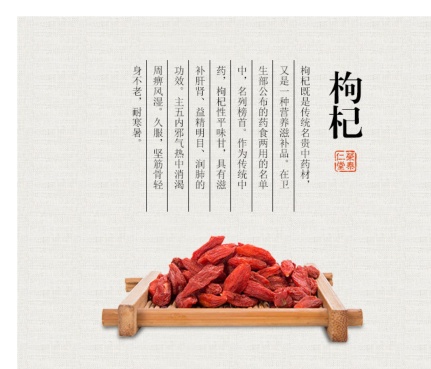 枸杞
枸杞既是传统名贵中药材，
又是一种营养滋补品。在卫
生部公布的药食两用的名单
中，名列榜首。作为传统中
药，枸杞性平味甘，具有滋
补肝肾、益精明目、润肺的
功效。主五内邪气热中消渴
周痹风湿。久服，坚筋骨轻
身不老，耐寒暑。